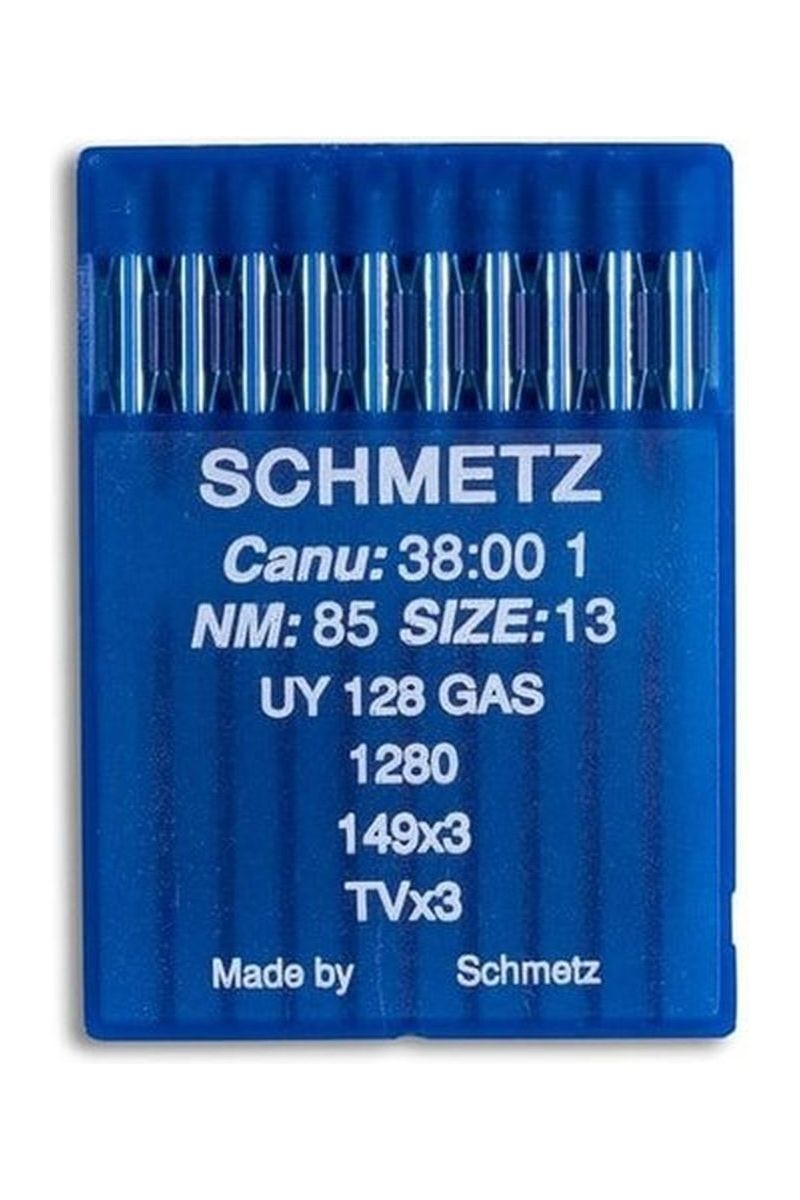 SCHMETZ
Canu: 38:00 1
NM: 85 SIZE: 13
UY 128 GAS
1280
149x3
TVx3
Made by Schmetz